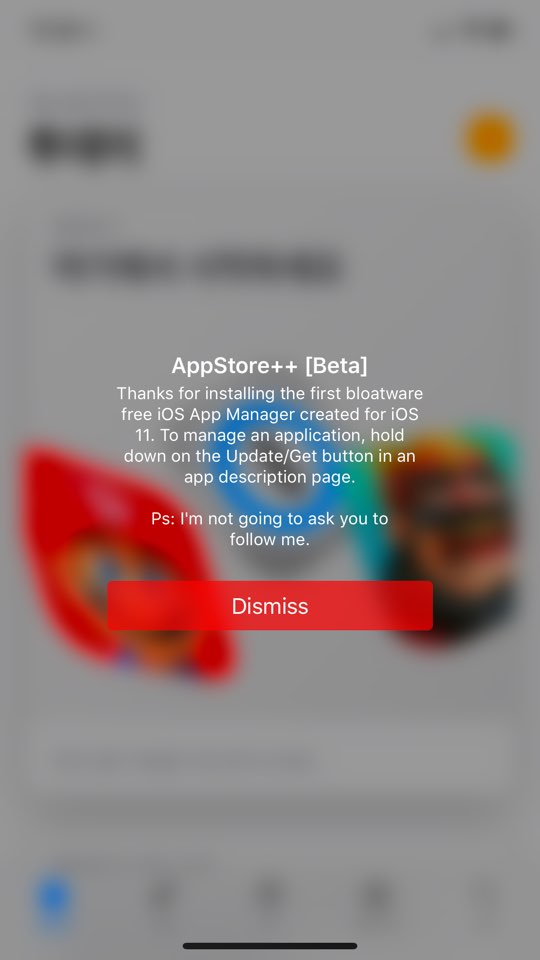 AppStore++ [Beta]
Thanks for installing the first bloatware
free iOS App Manager created for iOS
11. To manage an application, hold
down on the Update/Get button in an
app description page.
Ps: I'm not going to ask you to
follow me.
Dismiss